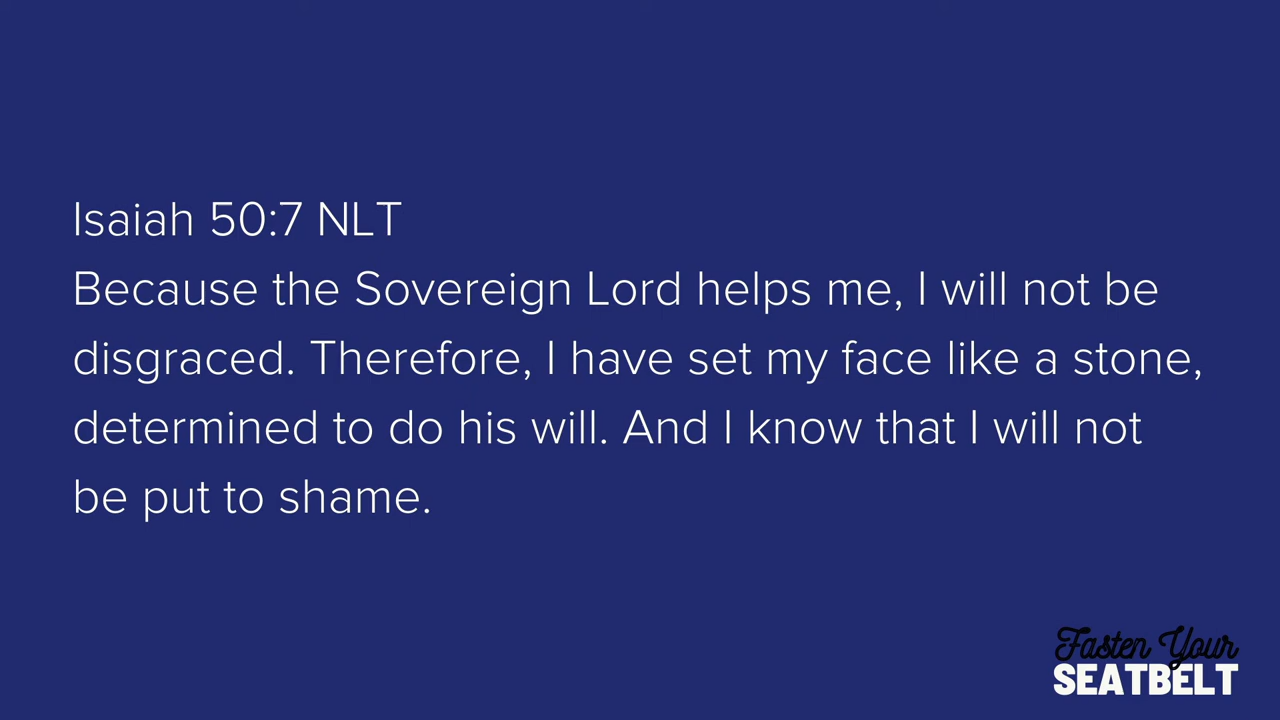 Isaiah 50:7 NLT
Because the Sovereign Lord helps me, I will not be
disgraced. Therefore, I have set my face like a stone,
determined to do his will. And I know that I will not
be put to shame.
Fasten Your
SEATBELT